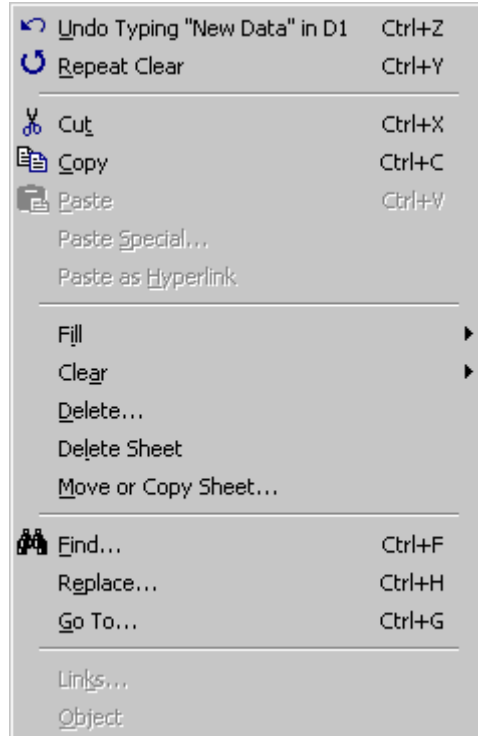 Undo Typing "New Data" in D1 Ctrl+Z
Repeat Clear Ctrl+Y
Cut Ctrl+X
Copy Ctrl+C
Paste Ctrl+V
Paste Special...
Paste as Hyperlink
Fill
Clear
Delete...
Delete Sheet
Move or Copy Sheet...
Find... Ctrl+F
Replace... Ctrl+H
Go To... Ctrl+G
Links...
Object